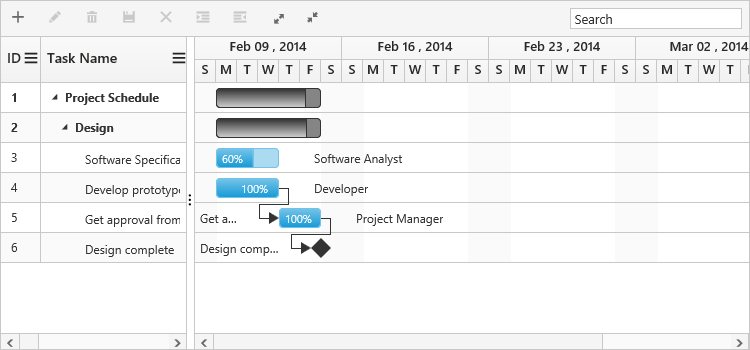 Search
ID Task Name
Feb 09 , 2014 Feb 16 , 2014 Feb 23 , 2014 Mar 02 , 2014
S M T W T F S S M T W T F S S M T W T F S S M T W T
1 Project Schedule
2 Design
3 Software Specifica 60% Software Analyst
4 Develop prototype 100% Developer
5 Get approval from Get a... 100% Project Manager
6 Design complete Design comp...